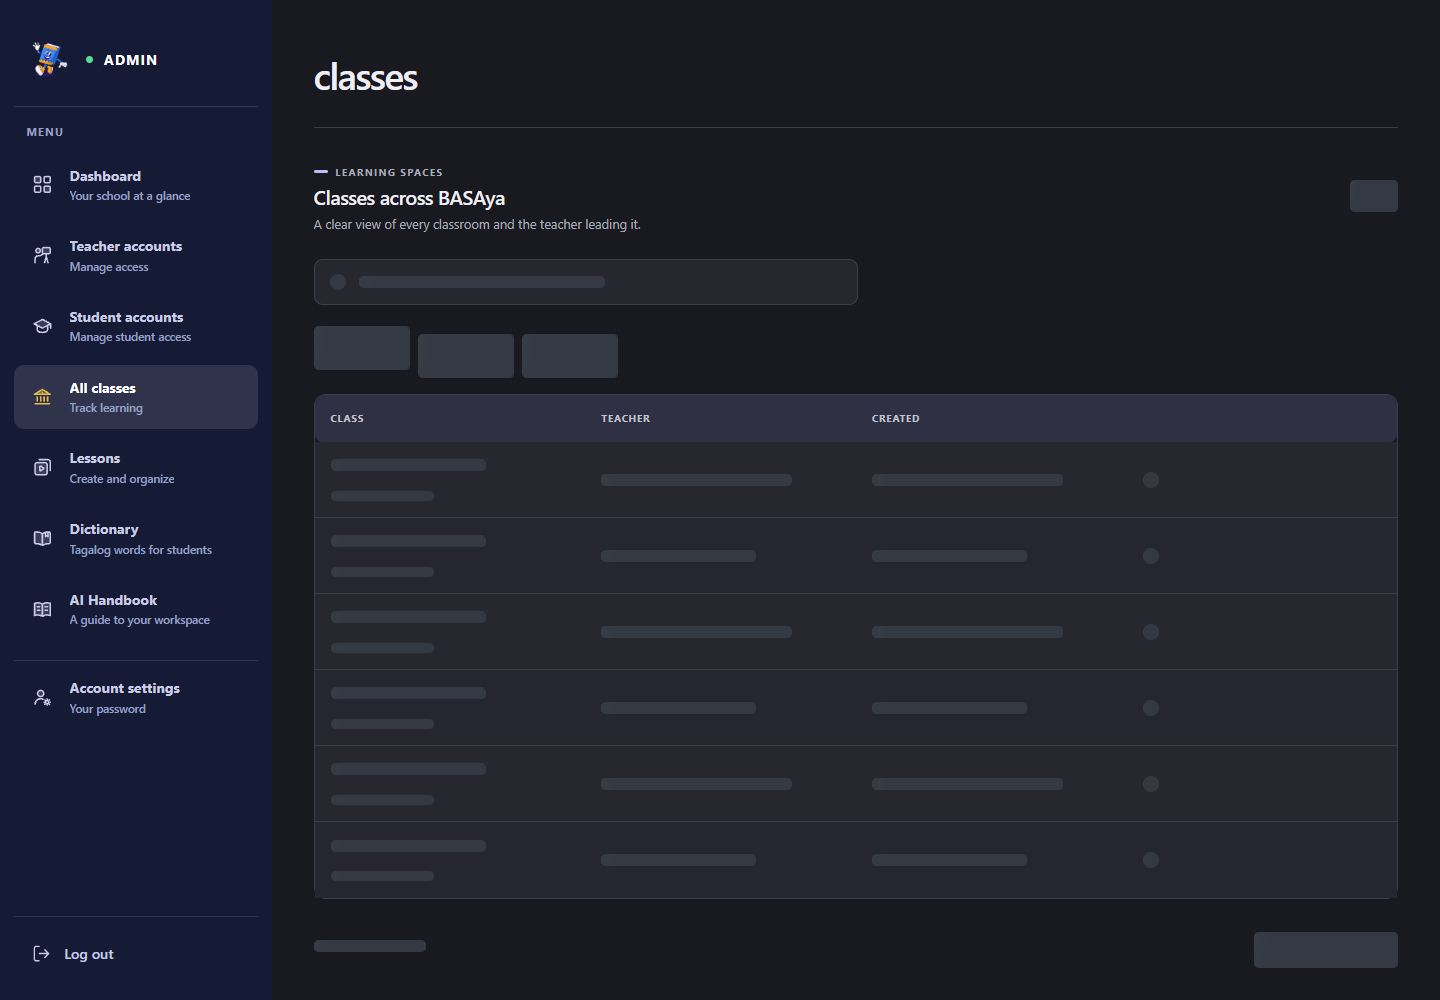 ADMIN
MENU
Dashboard
Your school at a glance
Teacher accounts
Manage access
Student accounts
Manage student access
All classes
Track learning
Lessons
Create and organize
Dictionary
Tagalog words for students
AI Handbook
A guide to your workspace
Account settings
Your password
Log out
classes
LEARNING SPACES
Classes across BASAya
A clear view of every classroom and the teacher leading it.
CLASS TEACHER CREATED